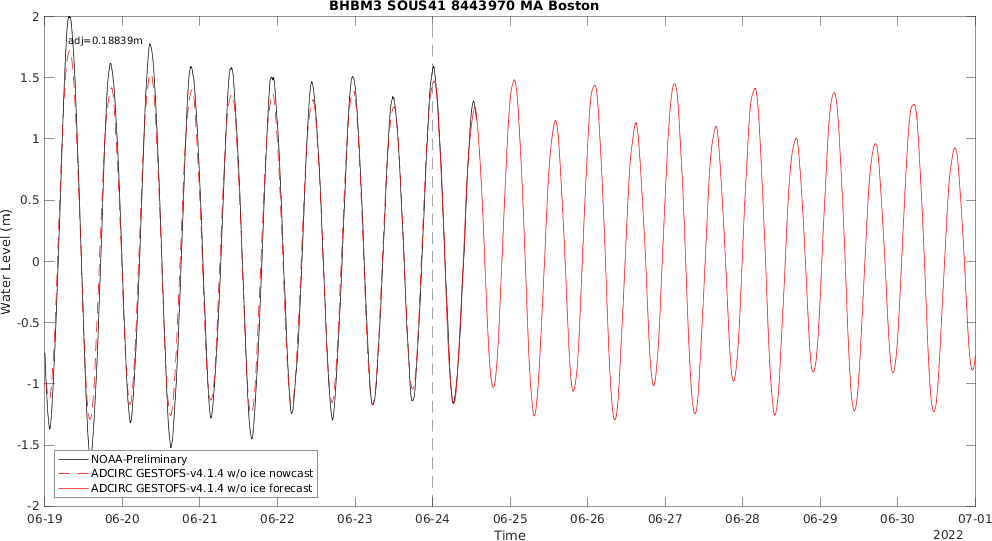 BHBM3 SOUS41 8443970 MA Boston
adj=0.18839m
2
1.5
1
0.5
0
-0.5
-1
-1.5
-2
Water Level (m)
NOAA-Preliminary
ADCIRC GESTOFS-v4.1.4 w/o ice nowcast
ADCIRC GESTOFS-v4.1.4 w/o ice forecast
06-19 06-20 06-21 06-22 06-23 06-24 06-25 06-26 06-27 06-28 06-29 06-30 07-01
Time
2022